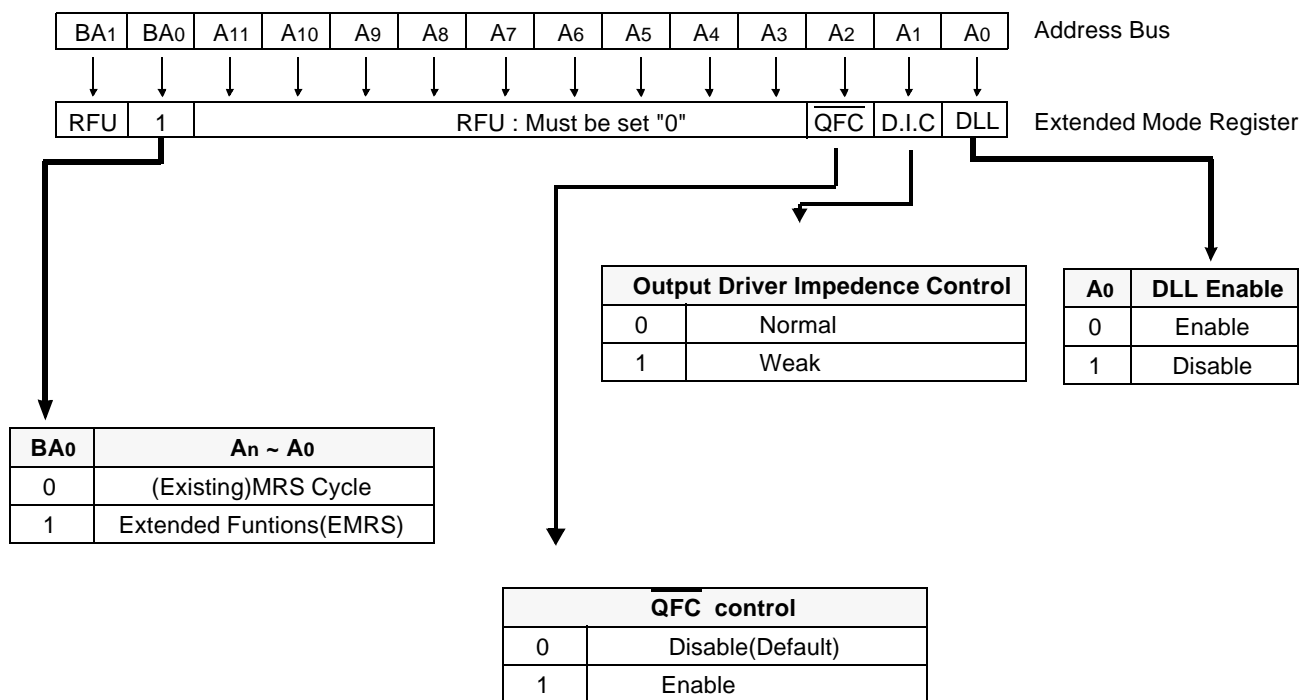 BA1 BA0 A11 A10 A9 A8 A7 A6 A5 A4 A3 A2 A1 A0 Address Bus
RFU 1 RFU : Must be set "0" QFC D.I.C DLL Extended Mode Register
Output Driver Impedence Control
0 Normal
1 Weak
A0 DLL Enable
0 Enable
1 Disable
BA0 An ~ A0
0 (Existing)MRS Cycle
1 Extended Funtions(EMRS)
QFC control
0 Disable(Default)
1 Enable